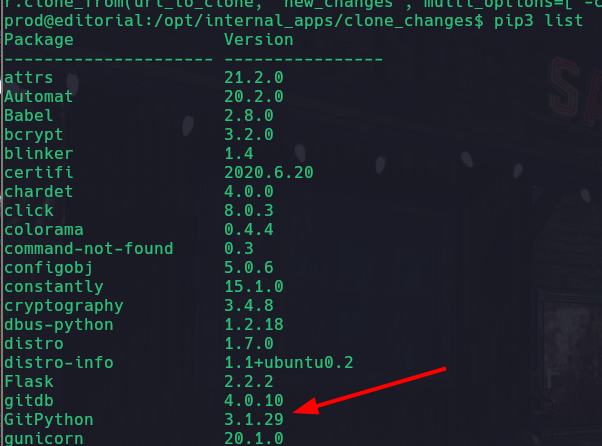 r.clone_from(url_to_clone, 'new_changes', multi_options=["-c
prod@editorial:/opt/internal_apps/clone_changes$ pip3 list
Package Version
--------------------- ----------------
attrs 21.2.0
Automat 20.2.0
Babel 2.8.0
bcrypt 3.2.0
blinker 1.4
certifi 2020.6.20
chardet 4.0.0
click 8.0.3
colorama 0.4.4
command-not-found 0.3
configobj 5.0.6
constantly 15.1.0
cryptography 3.4.8
dbus-python 1.2.18
distro 1.7.0
distro-info 1.1+ubuntu0.2
Flask 2.2.2
gitdb 4.0.10
GitPython 3.1.29
gunicorn 20.1.0